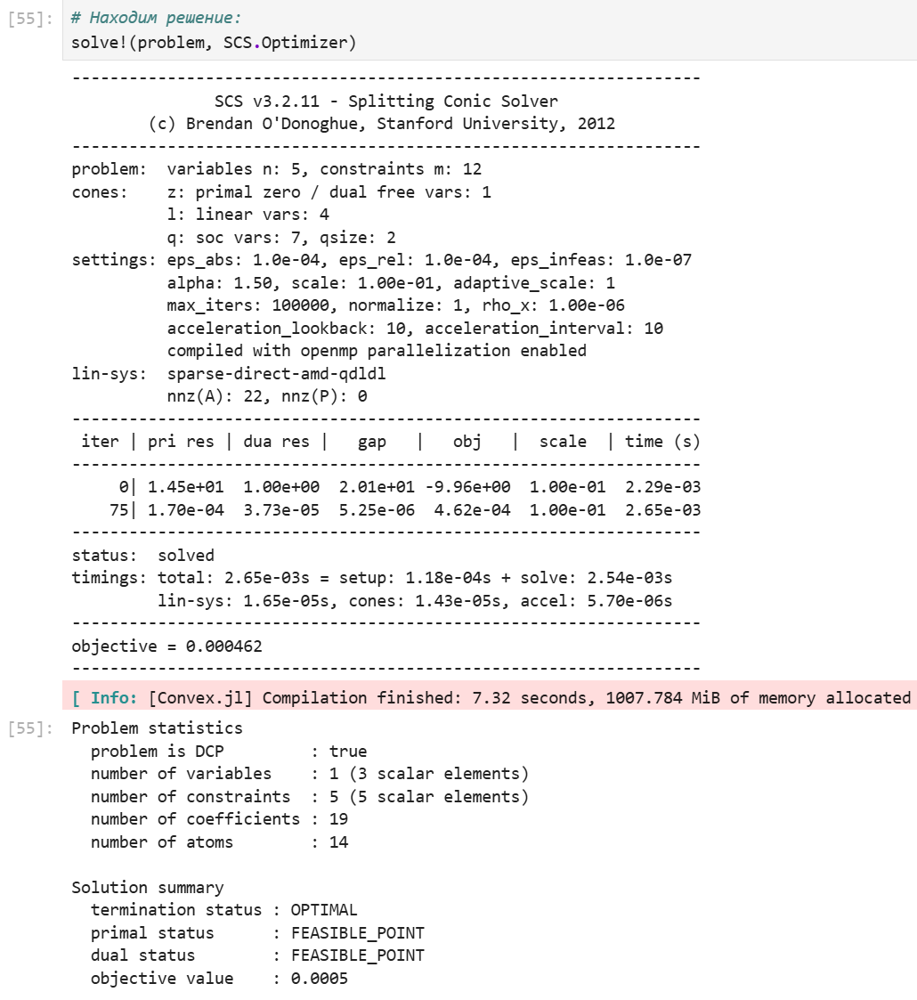 [55]: # Находим решение:
solve!(problem, SCS.Optimizer)
------------------------------------------------------------------
               SCS v3.2.11 - Splitting Conic Solver
        (c) Brendan O'Donoghue, Stanford University, 2012
------------------------------------------------------------------
problem:  variables n: 5, constraints m: 12
cones:    z: primal zero / dual free vars: 1
          l: linear vars: 4
          q: soc vars: 7, qsize: 2
settings: eps_abs: 1.0e-04, eps_rel: 1.0e-04, eps_infeas: 1.0e-07
          alpha: 1.50, scale: 1.00e-01, adaptive_scale: 1
          max_iters: 100000, normalize: 1, rho_x: 1.00e-06
          acceleration_lookback: 10, acceleration_interval: 10
          compiled with openmp parallelization enabled
lin-sys:  sparse-direct-amd-qdldl
          nnz(A): 22, nnz(P): 0
------------------------------------------------------------------
 iter | pri res | dua res |   gap   |   obj   |  scale  | time (s)
------------------------------------------------------------------
     0| 1.45e+01  1.00e+00  2.01e+01 -9.96e+00  1.00e-01  2.29e-03
    75| 1.70e-04  3.73e-05  5.25e-06  4.62e-04  1.00e-01  2.65e-03
------------------------------------------------------------------
status:  solved
timings: total: 2.65e-03s = setup: 1.18e-04s + solve: 2.54e-03s
         lin-sys: 1.65e-05s, cones: 1.43e-05s, accel: 5.70e-06s
------------------------------------------------------------------
objective = 0.000462
------------------------------------------------------------------
[ Info: [Convex.jl] Compilation finished: 7.32 seconds, 1007.784 MiB of memory allocated
[55]: Problem statistics
  problem is DCP         : true
  number of variables    : 1 (3 scalar elements)
  number of constraints  : 5 (5 scalar elements)
  number of coefficients : 19
  number of atoms        : 14

Solution summary
  termination status : OPTIMAL
  primal status      : FEASIBLE_POINT
  dual status        : FEASIBLE_POINT
  objective value    : 0.0005